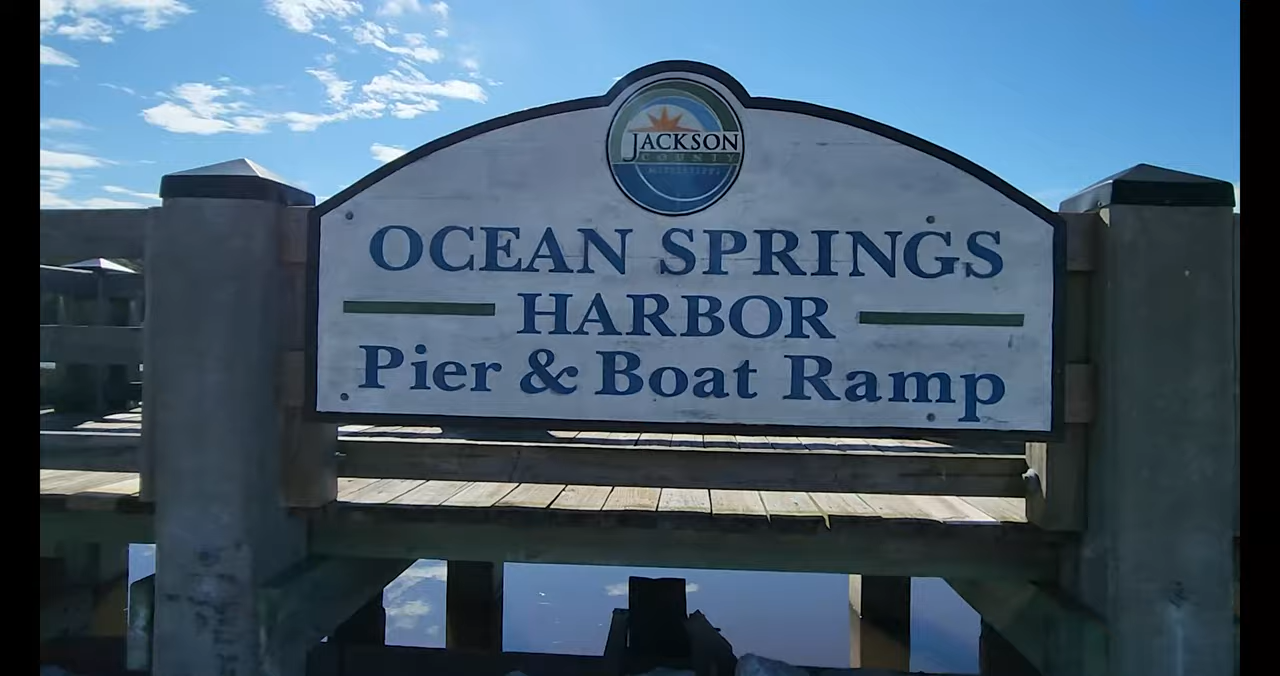 JACKSON
COUNTY
MISSISSIPPI
OCEAN SPRINGS
HARBOR
Pier & Boat Ramp